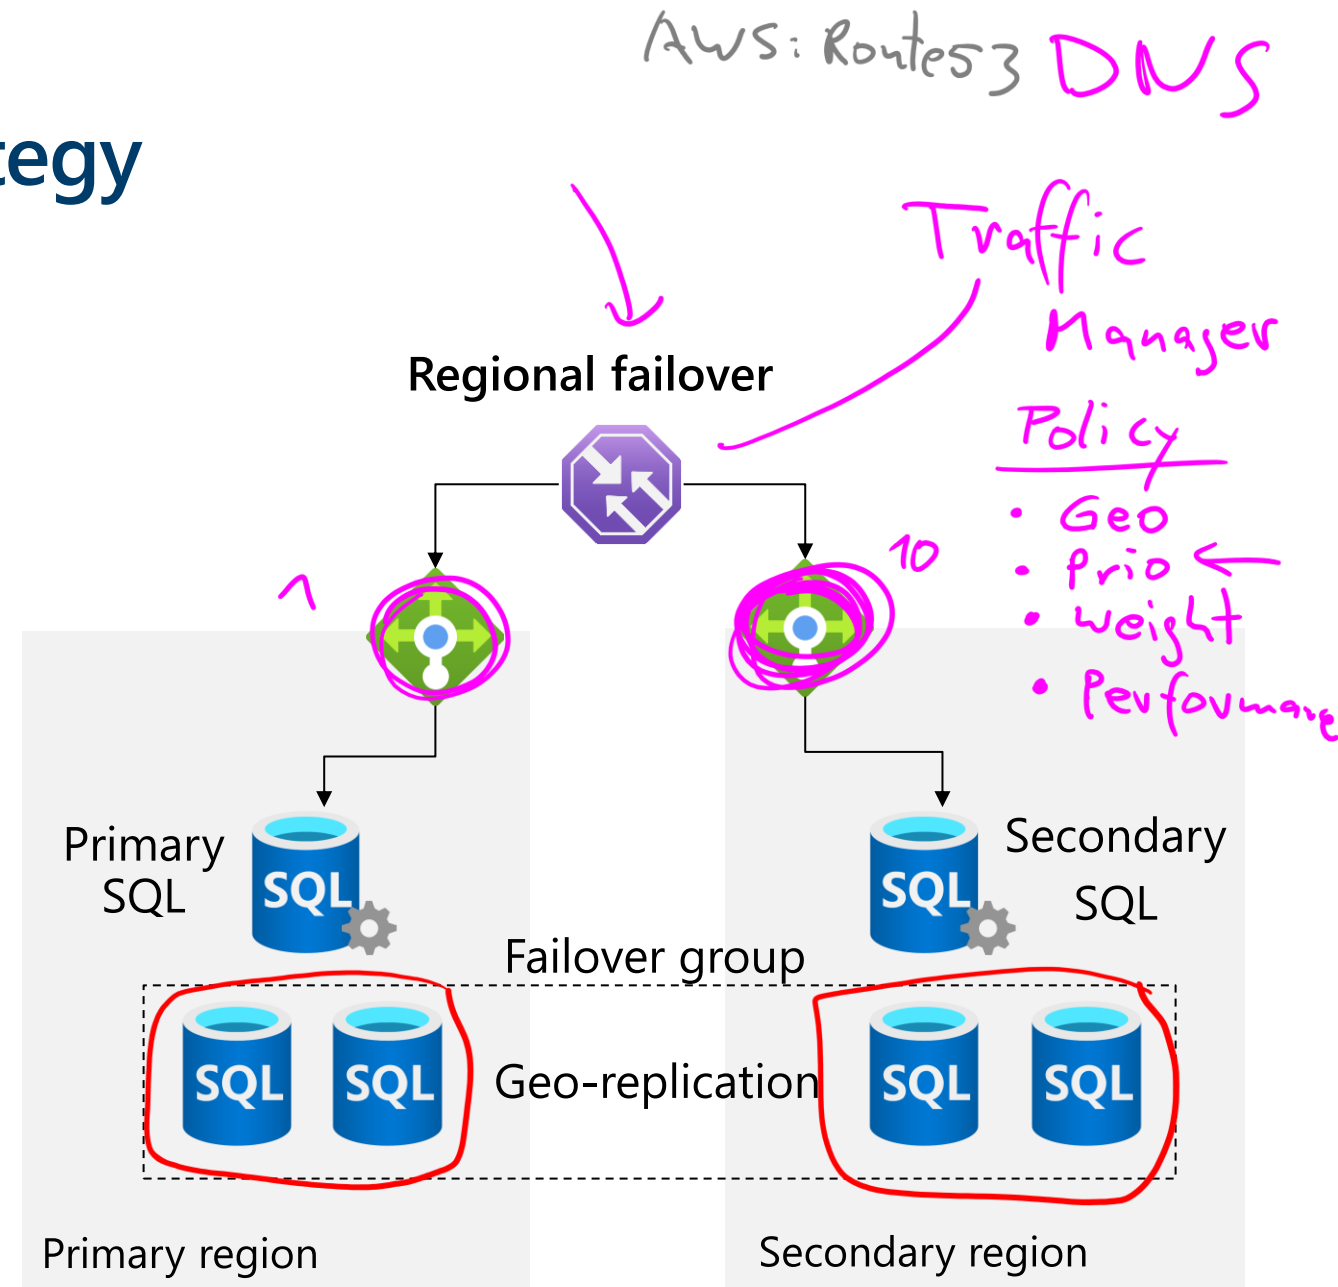 AWS: Route53 DNS
tegy
Traffic
Manager
Regional failover
Policy
• Geo
• Prio
• weight
• Performance
1
10
Primary
SQL
SQL
SQL
Secondary
SQL
Failover group
SQL
SQL
Geo-replication
SQL
SQL
Primary region
Secondary region